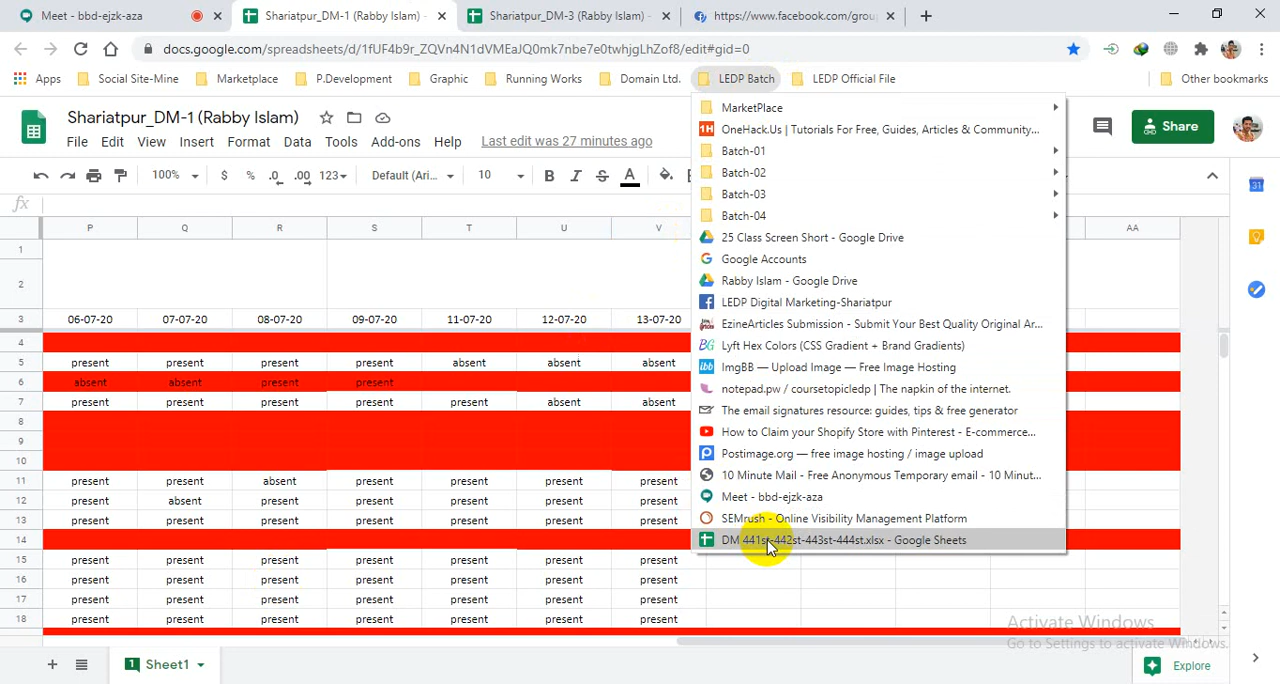 Meet - bbd-ejzk-aza
Shariatpur_DM-1 (Rabby Islam) -
Shariatpur_DM-3 (Rabby Islam) -
https://www.facebook.com/grou
docs.google.com/spreadsheets/d/1fUF4b9r_ZQVn4N1dVMEaJQ0mk7nbe7e0twhjgLhZof8/edit#gid=0
Apps Social Site-Mine Marketplace P.Development Graphic Running Works Domain Ltd. LEDP Batch LEDP Official File Other bookmarks
Shariatpur_DM-1 (Rabby Islam)
File Edit View Insert Format Data Tools Add-ons Help Last edit was 27 minutes ago
Share
100% $ % .0 .00 123 Default (Ari... 10 B I S A
fx
P Q R S T U V AA
1
2
3 06-07-20 07-07-20 08-07-20 09-07-20 11-07-20 12-07-20 13-07-20
4
5 present present present present absent absent absent
6 absent absent present present
7 present present present present present absent absent
8
9
10
11 present present absent present present present present
12 present absent present present present present present
13 present present present present present present present
14
15 present present present present present present present
16 present present present present present present present
17 present present present present present present present
18 present present present present present present present
MarketPlace
OneHack.Us | Tutorials For Free, Guides, Articles & Community...
Batch-01
Batch-02
Batch-03
Batch-04
25 Class Screen Short - Google Drive
Google Accounts
Rabby Islam - Google Drive
LEDP Digital Marketing-Shariatpur
EzineArticles Submission - Submit Your Best Quality Original Ar...
Lyft Hex Colors (CSS Gradient + Brand Gradients)
ImgBB — Upload Image — Free Image Hosting
notepad.pw / coursetopicledp | The napkin of the internet.
The email signatures resource: guides, tips & free generator
How to Claim your Shopify Store with Pinterest - E-commerce...
Postimage.org — free image hosting / image upload
10 Minute Mail - Free Anonymous Temporary email - 10 Minut...
Meet - bbd-ejzk-aza
SEMrush - Online Visibility Management Platform
DM 441st-442st-443st-444st.xlsx - Google Sheets
Activate Windows
Go to Settings to activate Windows.
1 Sheet1
Explore